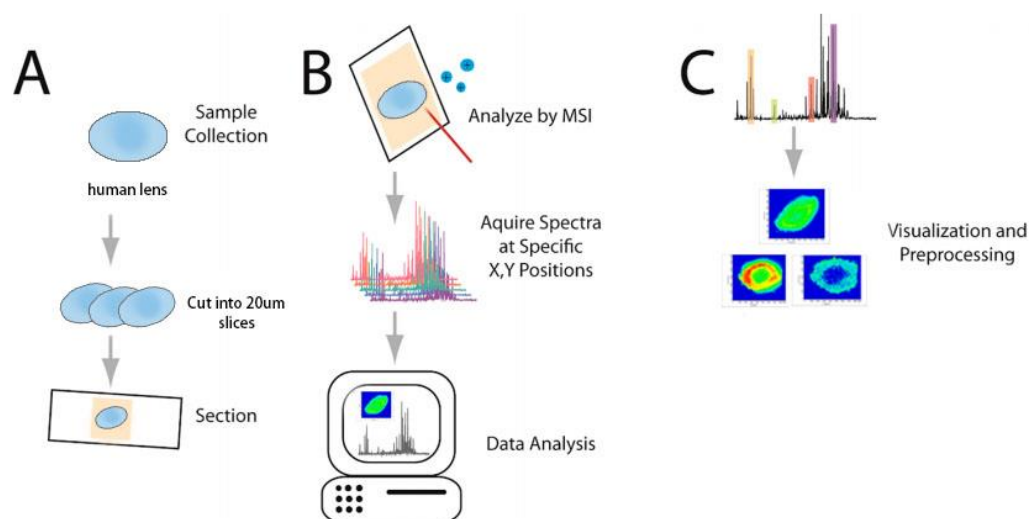 A
Sample
Collection
human lens
Cut into 20um
slices
Section
B
Analyze by MSI
Aquire Spectra
at Specific
X,Y Positions
Data Analysis
C
Visualization and
Preprocessing